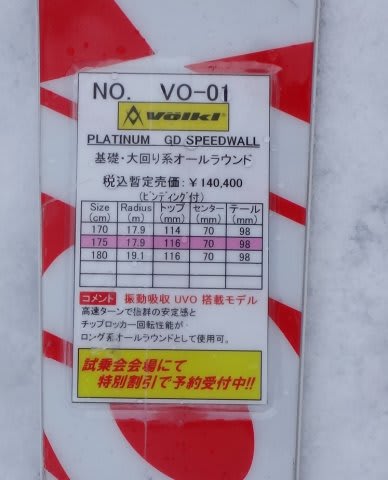 NO. VO-01
Völkl
PLATINUM GD SPEEDWALL
基礎・大回り系オールラウンド
税込暫定売価：￥140,400
(ビンディング付)
Size Radius トップ センター テール
(cm) (m) (mm) (mm) (mm)
170 17.9 114 70 98
175 17.9 116 70 98
180 19.1 116 70 98
コメント 振動吸収 UVO 搭載モデル
高速ターンで抜群の安定感と
チップロッカー回転性能が
ロング系オールラウンドとして使用可。
試乗会会場にて
特別割引で予約受付中!!